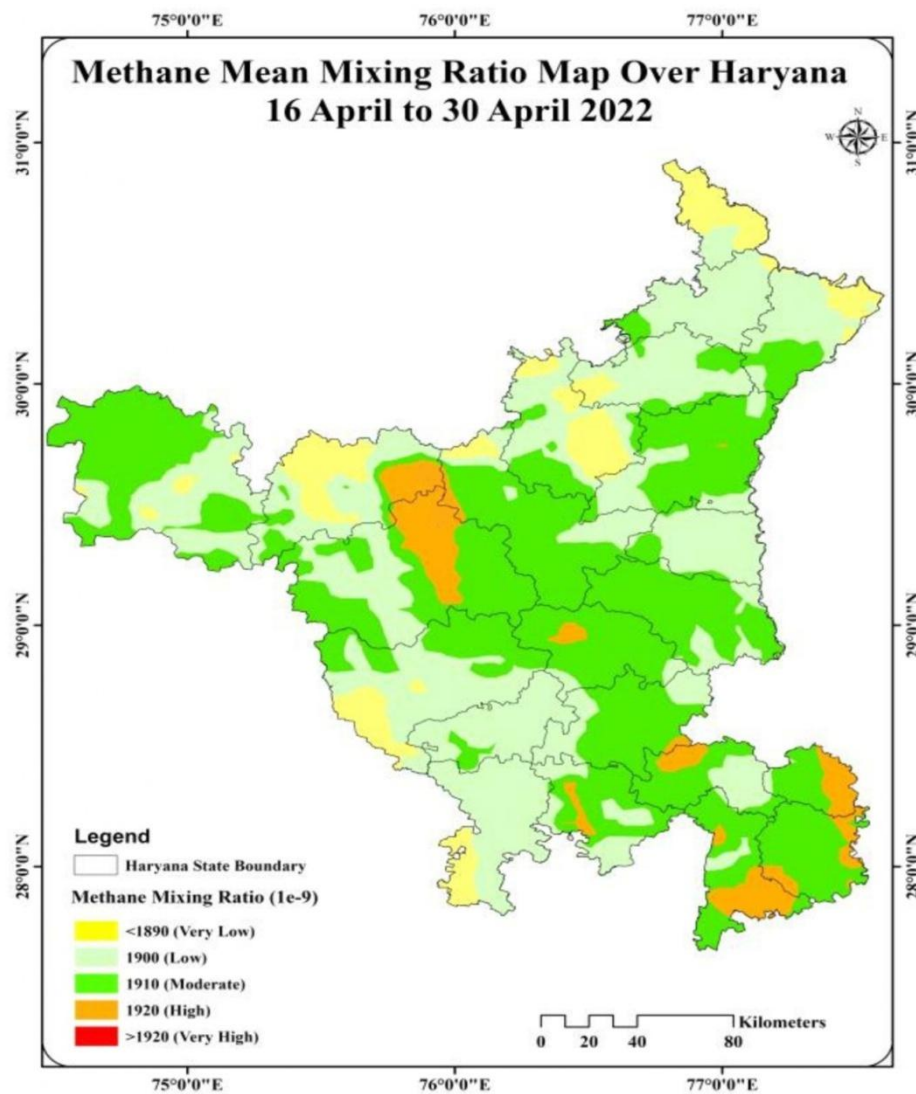 75°0'0"E 76°0'0"E 77°0'0"E
Methane Mean Mixing Ratio Map Over Haryana
16 April to 30 April 2022
N
W E
S
31°0'0"N 31°0'0"N
30°0'0"N 30°0'0"N
29°0'0"N 29°0'0"N
28°0'0"N 28°0'0"N
Legend
Haryana State Boundary
Methane Mixing Ratio (1e-9)
<1890 (Very Low)
1900 (Low)
1910 (Moderate)
1920 (High)
>1920 (Very High)
Kilometers
0 20 40 80
75°0'0"E 76°0'0"E 77°0'0"E